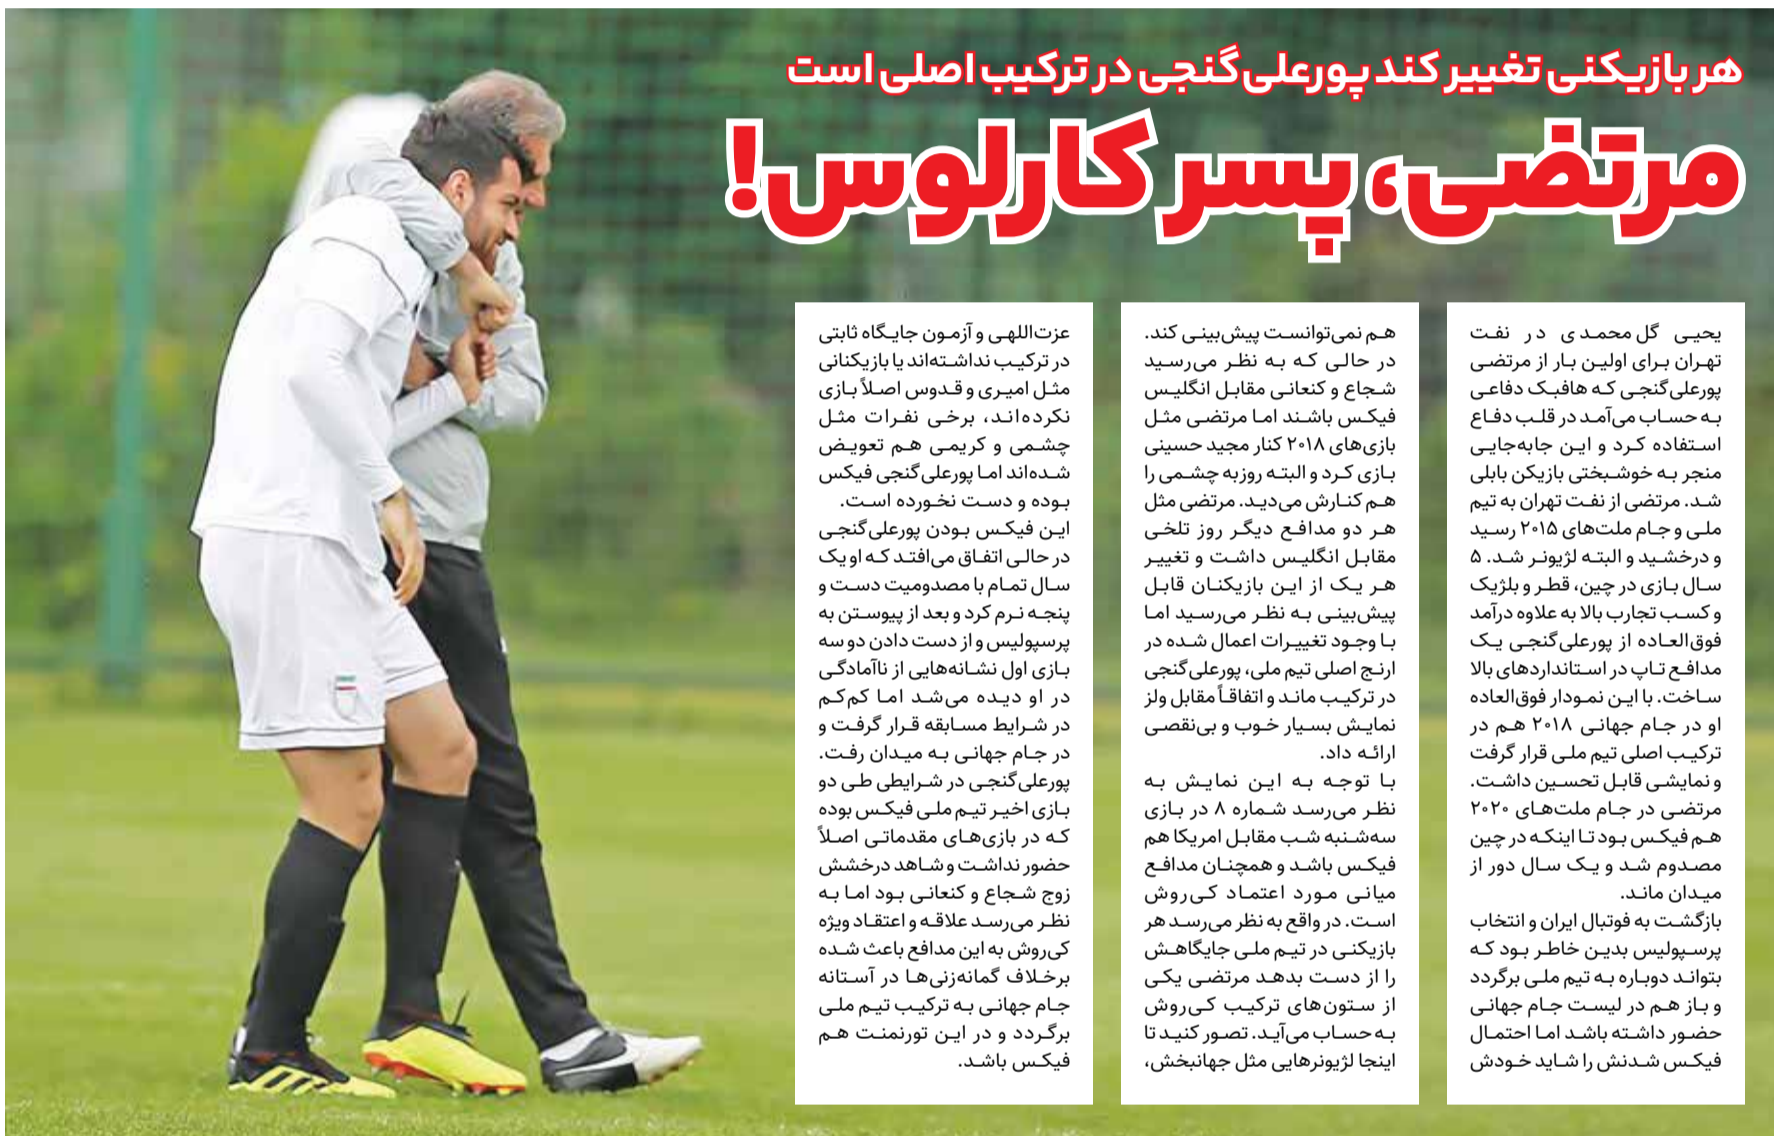 هر بازیکنی تغییر کند پورعلی‌گنجی در ترکیب اصلی است
مرتضی، پسر کارلوس!
یحیی گل‌محمدی در نفت
تهران برای اولین بار از مرتضی
پورعلی‌گنجی که هافبک دفاعی
به حساب می‌آمد در قلب دفاع
استفاده کرد و این جابه‌جایی
منجر به خوشبختی بازیکن بابلی
شد. مرتضی از نفت تهران به تیم
ملی و جام ملت‌های ۲۰۱۵ رسید
و درخشید و البته لژیونر شد. ۵
سال بازی در چین، قطر و بلژیک
و کسب تجارب بالا به علاوه درآمد
فوق‌العاده از پورعلی‌گنجی یک
مدافع تاپ در استانداردهای بالا
ساخت. با این نمودار فوق‌العاده
او در جام جهانی ۲۰۱۸ هم در
ترکیب اصلی تیم ملی قرار گرفت
و نمایشی قابل تحسین داشت.
مرتضی در جام ملت‌های ۲۰۲۰
هم فیکس بود تا اینکه در چین
مصدوم شد و یک سال دور از
میدان ماند.
بازگشت به فوتبال ایران و انتخاب
پرسپولیس بدین خاطر بود که
بتواند دوباره به تیم ملی برگردد
و باز هم در لیست جام جهانی
حضور داشته باشد اما احتمال
فیکس شدنش را شاید خودش
هم نمی‌توانست پیش‌بینی کند.
در حالی که به نظر می‌رسید
شجاع و کنعانی مقابل انگلیس
فیکس باشند اما مرتضی مثل
بازی‌های ۲۰۱۸ کنار مجید حسینی
بازی کرد و البته روزبه چشمی را
هم کنارش می‌دید. مرتضی مثل
هر دو مدافع دیگر روز تلخی
مقابل انگلیس داشت و تغییر
هر یک از این بازیکنان قابل
پیش‌بینی به نظر می‌رسید اما
با وجود تغییرات اعمال شده در
ارنج اصلی تیم ملی، پورعلی‌گنجی
در ترکیب ماند و اتفاقاً مقابل ولز
نمایش بسیار خوب و بی‌نقصی
ارائه داد.
با توجه به این نمایش به
نظر می‌رسد شماره ۸ در بازی
سه‌شنبه شب مقابل امریکا هم
فیکس باشد و همچنان مدافع
میانی مورد اعتماد کی‌روش
است. در واقع به نظر می‌رسد هر
بازیکنی در تیم ملی جایگاهش
را از دست بدهد مرتضی یکی
از ستون‌های ترکیب کی‌روش
به حساب می‌آید. تصور کنید تا
اینجا لژیونرهایی مثل جهانبخش،
عزت‌اللهی و آزمون جایگاه ثابتی
در ترکیب نداشته‌اند یا بازیکنانی
مثل امیری و قدوس اصلاً بازی
نکرده‌اند، برخی نفرات مثل
چشمی و کریمی هم تعویض
شده‌اند اما پورعلی‌گنجی فیکس
بوده و دست نخورده است.
این فیکس بودن پورعلی‌گنجی
در حالی اتفاق می‌افتد که او یک
سال تمام با مصدومیت دست و
پنجه نرم کرد و بعد از پیوستن به
پرسپولیس و از دست دادن دو سه
بازی اول نشانه‌هایی از ناآمادگی
در او دیده می‌شد اما کم‌کم
در شرایط مسابقه قرار گرفت و
در جام جهانی به میدان رفت.
پورعلی‌گنجی در شرایطی طی دو
بازی اخیر تیم ملی فیکس بوده
که در بازی‌های مقدماتی اصلاً
حضور نداشت و شاهد درخشش
زوج شجاع و کنعانی بود اما به
نظر می‌رسد علاقه و اعتقاد ویژه
کی‌روش به این مدافع باعث شده
برخلاف گمانه‌زنی‌ها در آستانه
جام جهانی به ترکیب تیم ملی
برگردد و در این تورنمنت هم
فیکس باشد.